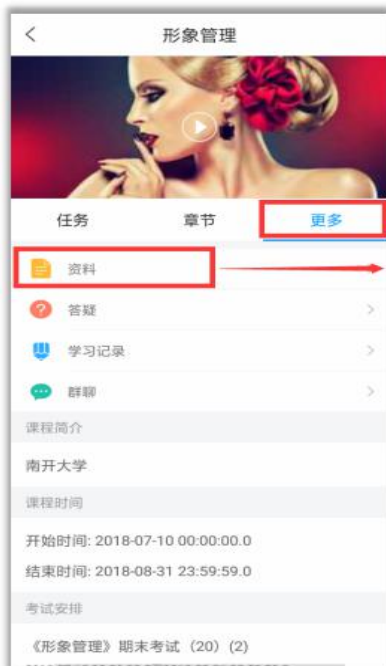 形象管理
任务 章节 更多
资料
答疑
学习记录
群聊
课程简介
南开大学
课程时间
开始时间: 2018-07-10 00:00:00.0
结束时间: 2018-08-31 23:59:59.0
考试安排
《形象管理》期末考试（20）(2)